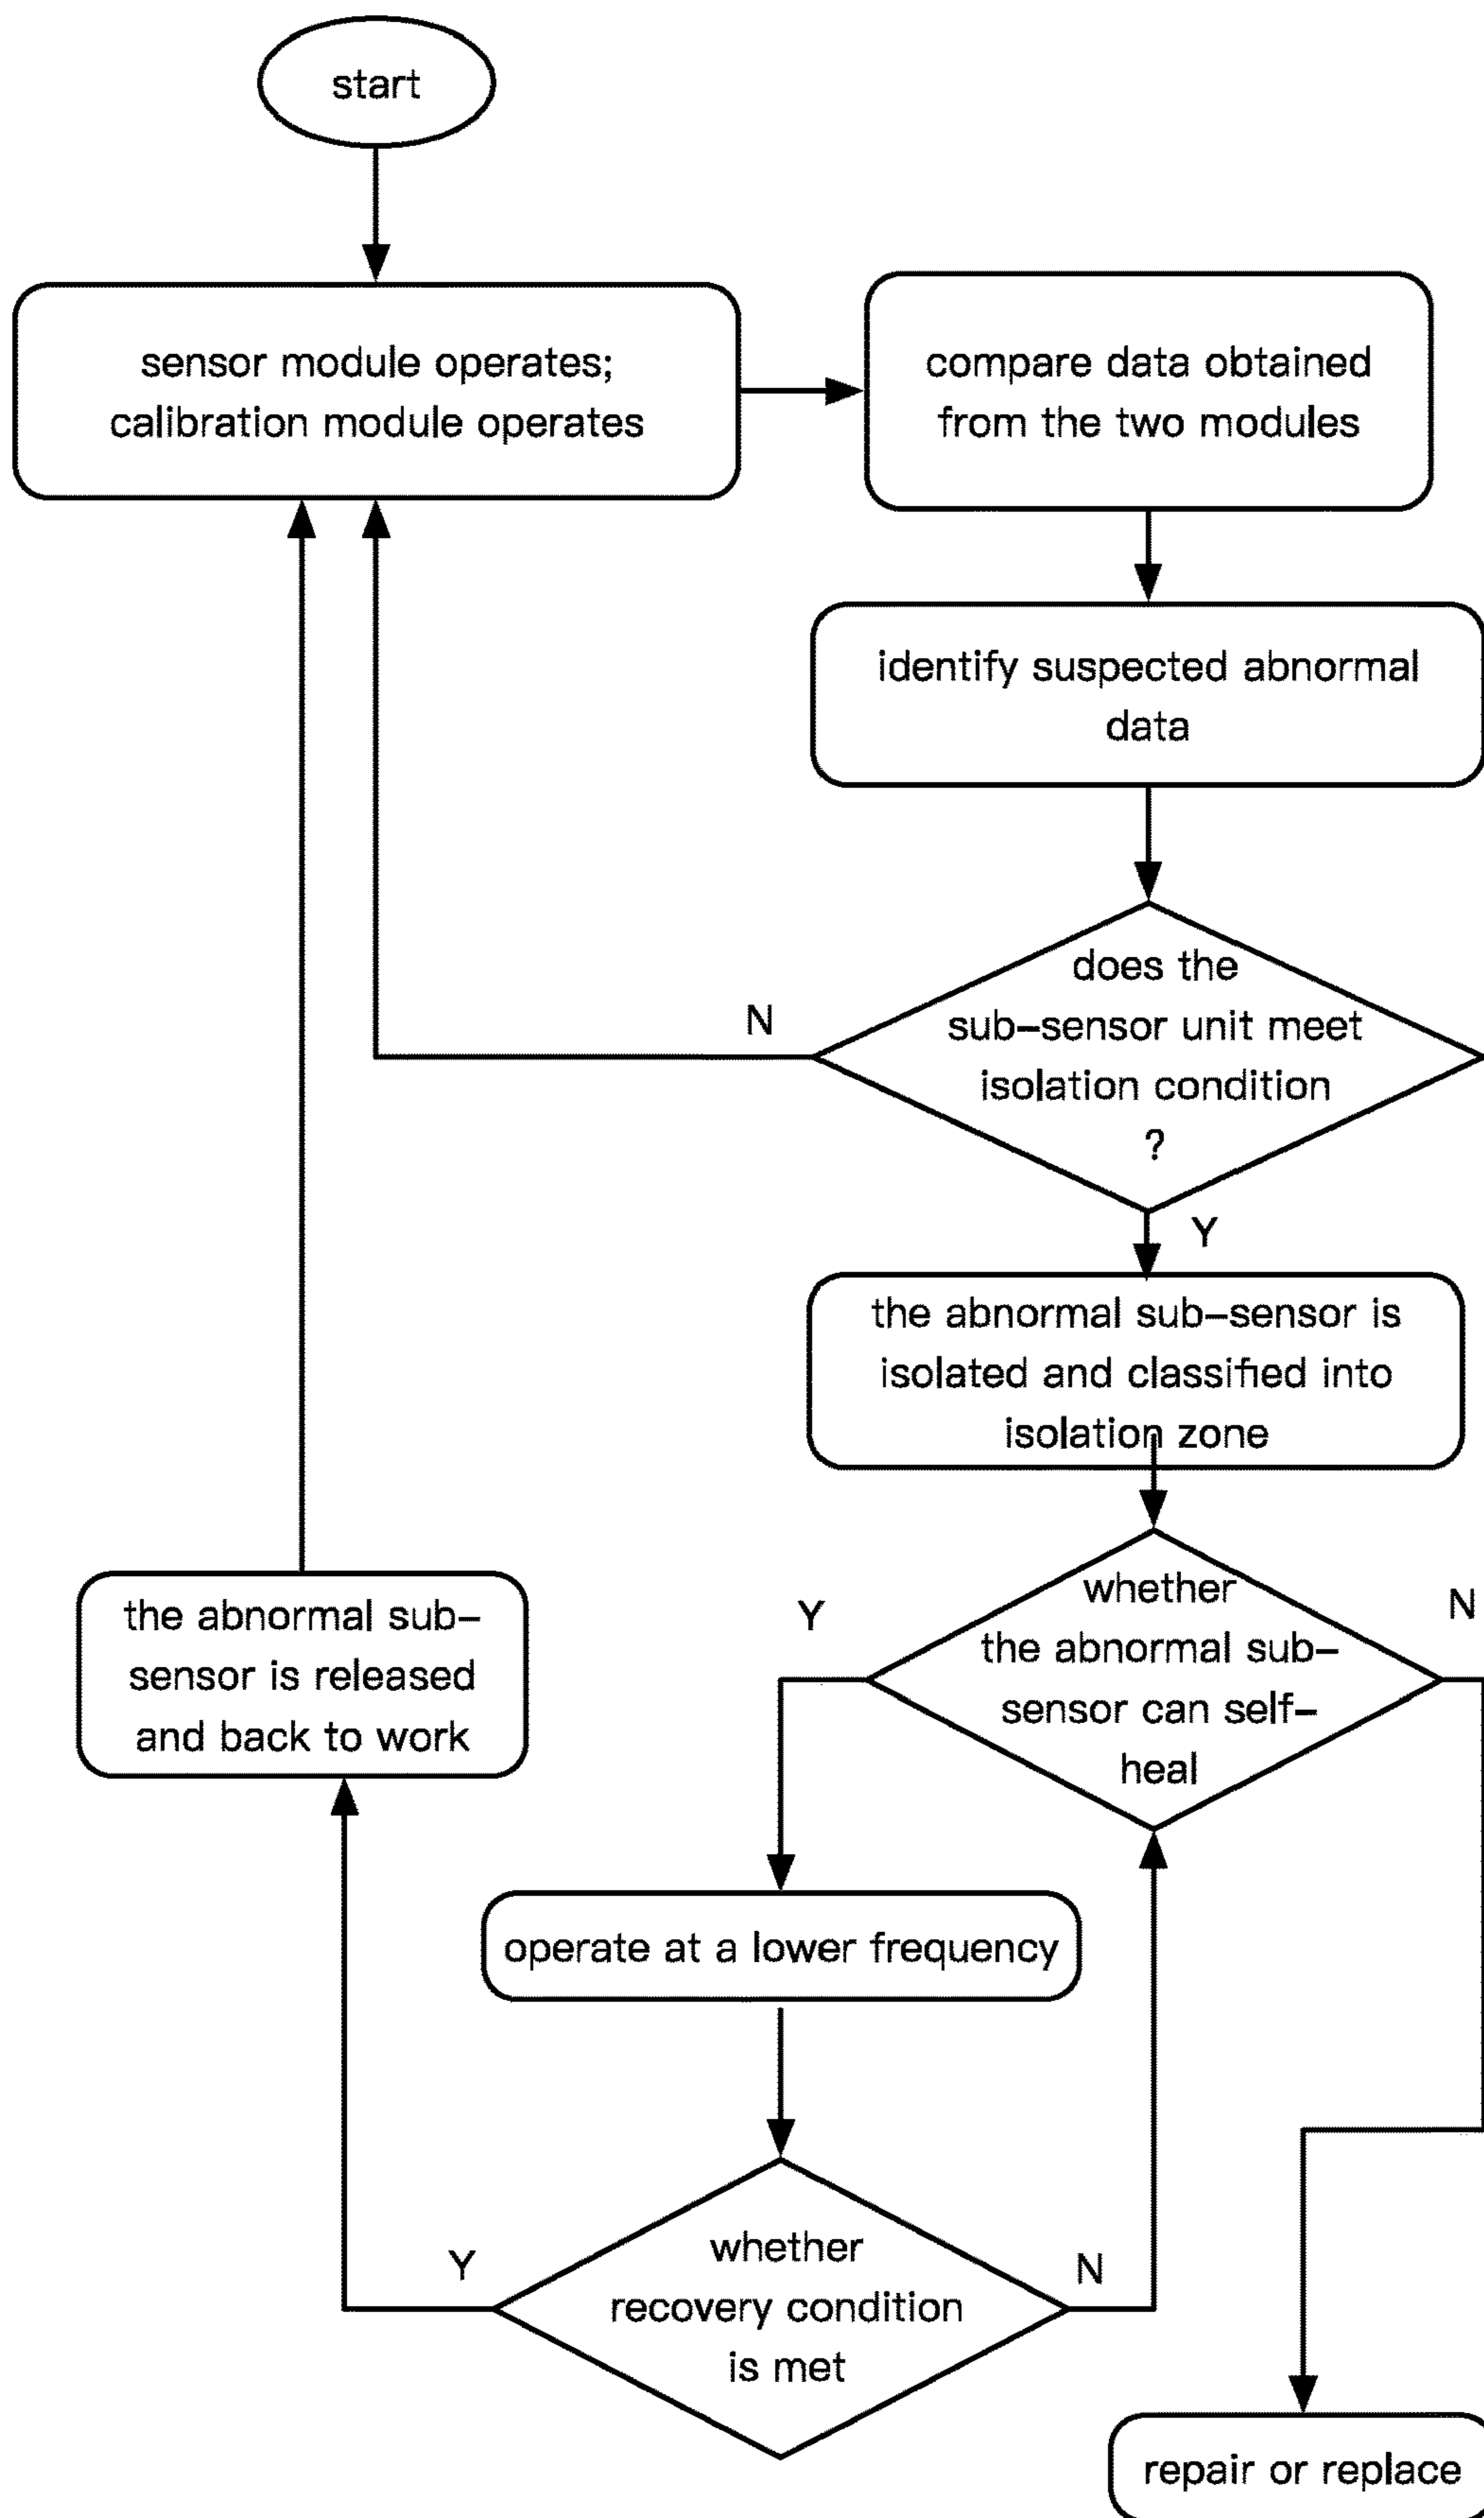 start
sensor module operates;
calibration module operates
compare data obtained
from the two modules
identify suspected abnormal
data
does the
sub-sensor unit meet
isolation condition
?
N
Y
the abnormal sub-sensor is
isolated and classified into
isolation zone
whether
the abnormal sub-
sensor can self-
heal
Y
N
the abnormal sub-
sensor is released
and back to work
operate at a lower frequency
whether
recovery condition
is met
Y
N
repair or replace